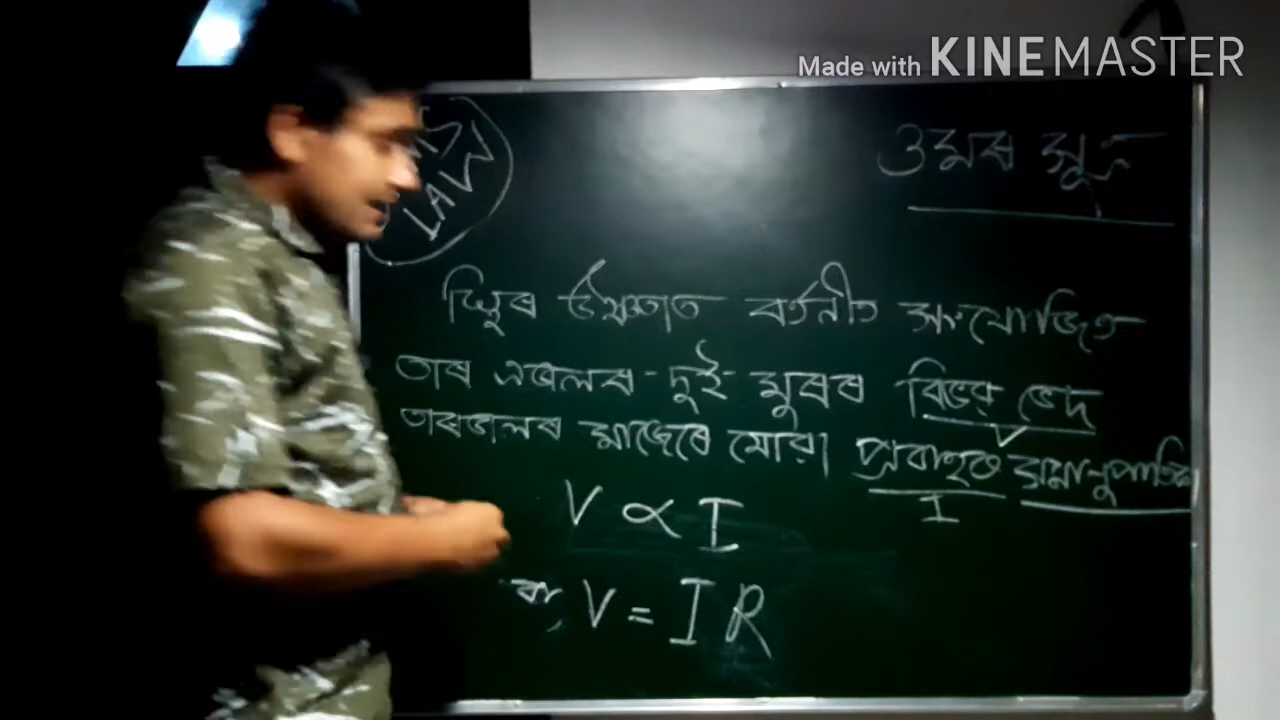 Made with KINEMASTER
LAW
ওমৰ সূত্ৰ
স্থিৰ উষ্ণতাত বৰ্তনীত সংযোজিত
তাৰ এডালৰ দুই মুৰৰ বিভৱ ভেদ
V
তাৰডালৰ মাজেৰে যোৱা প্ৰবাহৰ সমানুপাতিক
I
V ∝ I
বা, V = IR